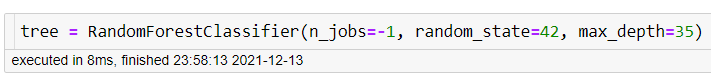 tree = RandomForestClassifier(n_jobs=-1, random_state=42, max_depth=35)
executed in 8ms, finished 23:58:13 2021-12-13